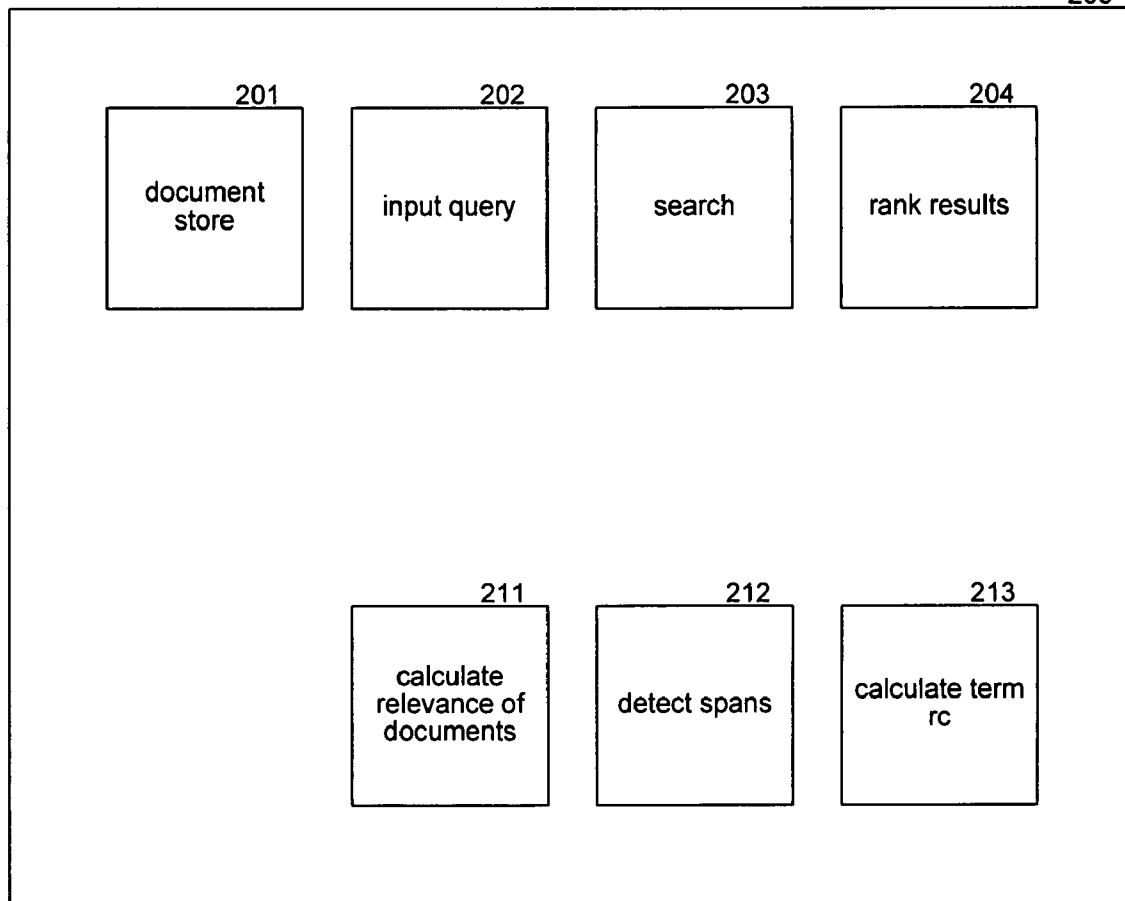 201
202
203
204
document
store
input query
search
rank results
211
212
213
calculate
relevance of
documents
detect spans
calculate term
rc